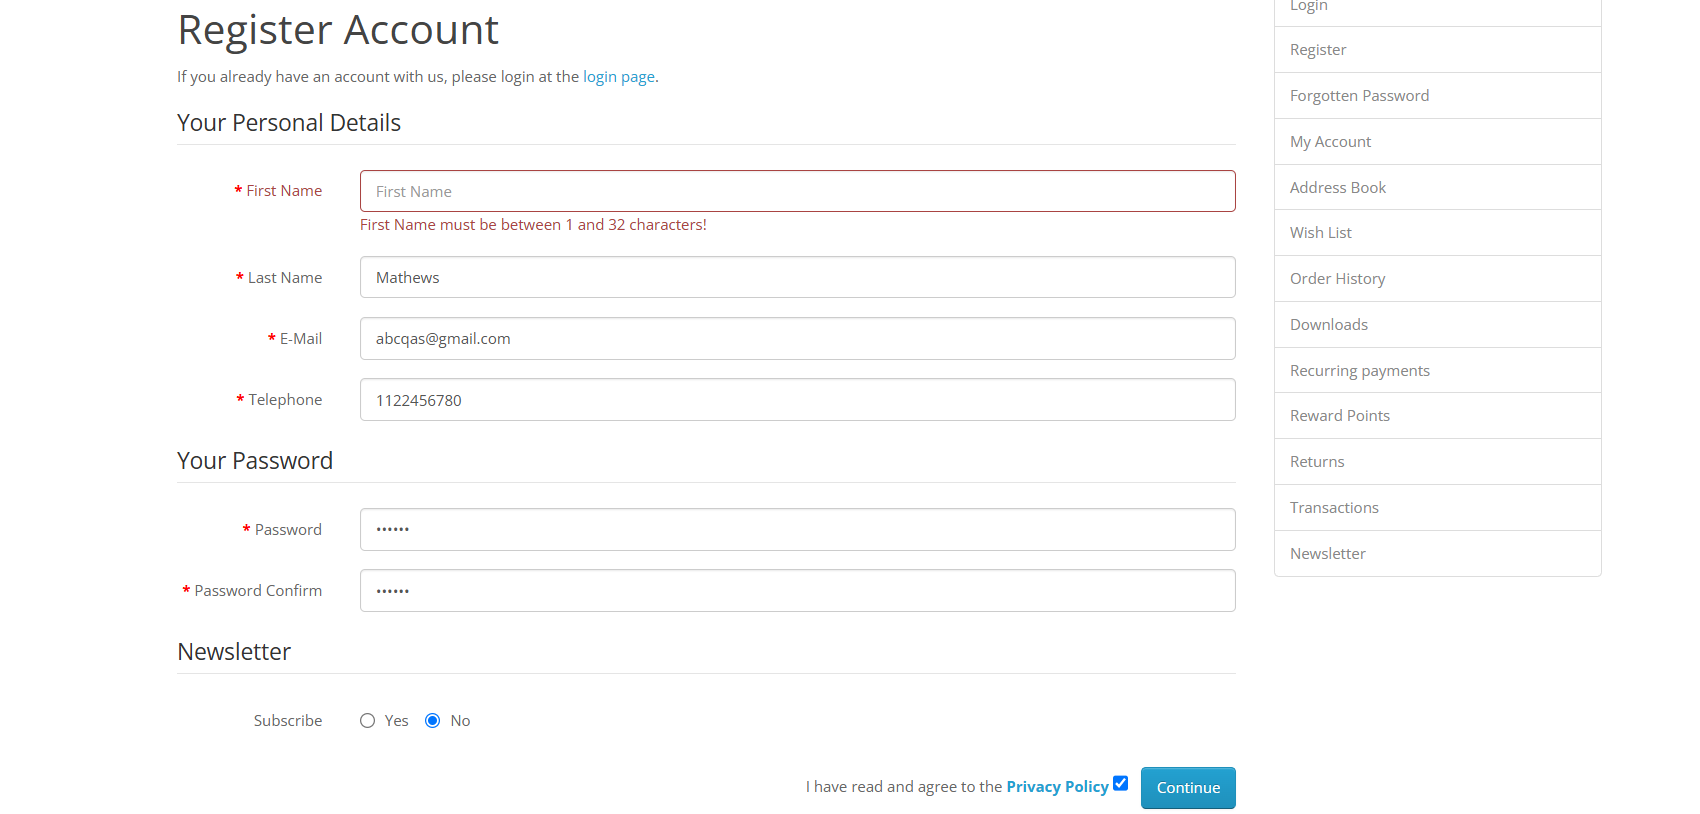 Register Account
If you already have an account with us, please login at the login page.
Your Personal Details
* First Name
First Name
First Name must be between 1 and 32 characters!
* Last Name
Mathews
* E-Mail
abcqas@gmail.com
* Telephone
1122456780
Your Password
* Password
••••••
* Password Confirm
••••••
Newsletter
Subscribe Yes No
I have read and agree to the Privacy Policy Continue
Login
Register
Forgotten Password
My Account
Address Book
Wish List
Order History
Downloads
Recurring payments
Reward Points
Returns
Transactions
Newsletter